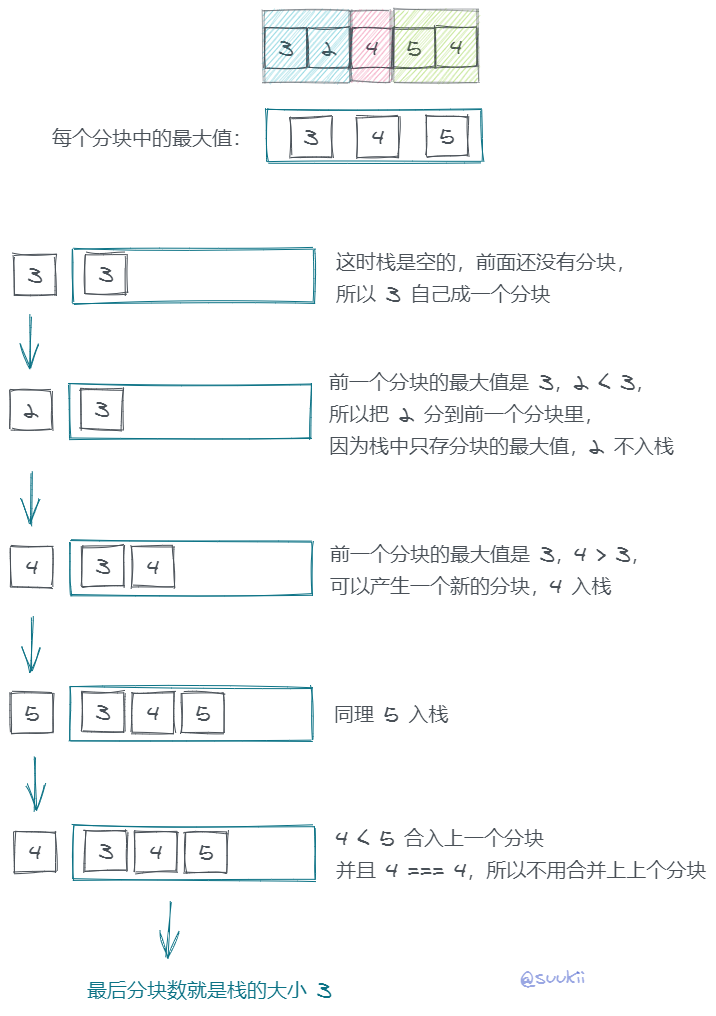 3 2 4 5 4
每个分块中的最大值: 3 4 5
3 3 这时栈是空的，前面还没有分块，
所以 3 自己成一个分块
2 3 前一个分块的最大值是 3，2 < 3，
所以把 2 分到前一个分块里，
因为栈中只存分块的最大值，2 不入栈
4 3 4 前一个分块的最大值是 3，4 > 3，
可以产生一个新的分块，4 入栈
5 3 4 5 同理 5 入栈
4 3 4 5 4 < 5 合入上一个分块
并且 4 === 4，所以不用合并上上个分块
@suukii
最后分块数就是栈的大小 3